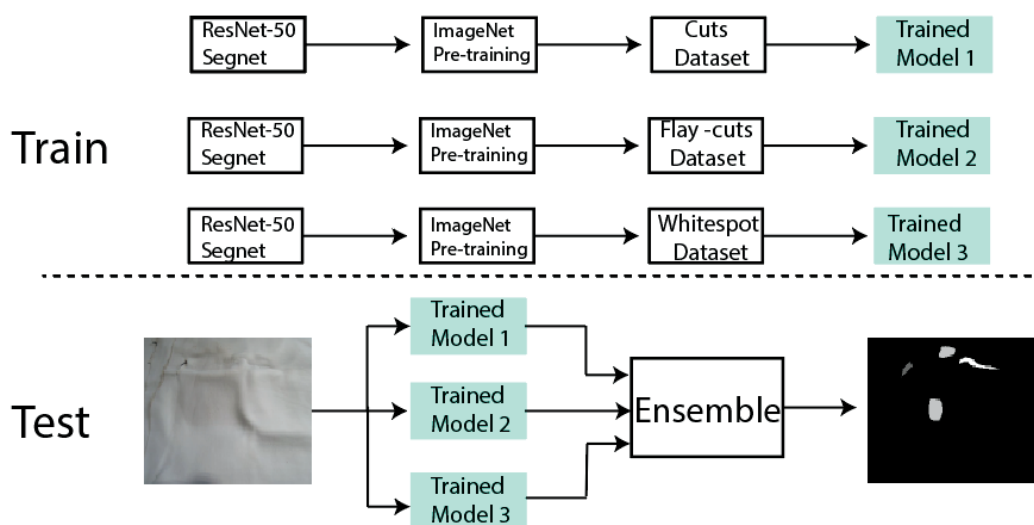 ResNet-50
Segnet
ImageNet
Pre-training
Cuts
Dataset
Trained
Model 1
Train
ResNet-50
Segnet
ImageNet
Pre-training
Flay -cuts
Dataset
Trained
Model 2
ResNet-50
Segnet
ImageNet
Pre-training
Whitespot
Dataset
Trained
Model 3
Test
Trained
Model 1
Trained
Model 2
Trained
Model 3
Ensemble